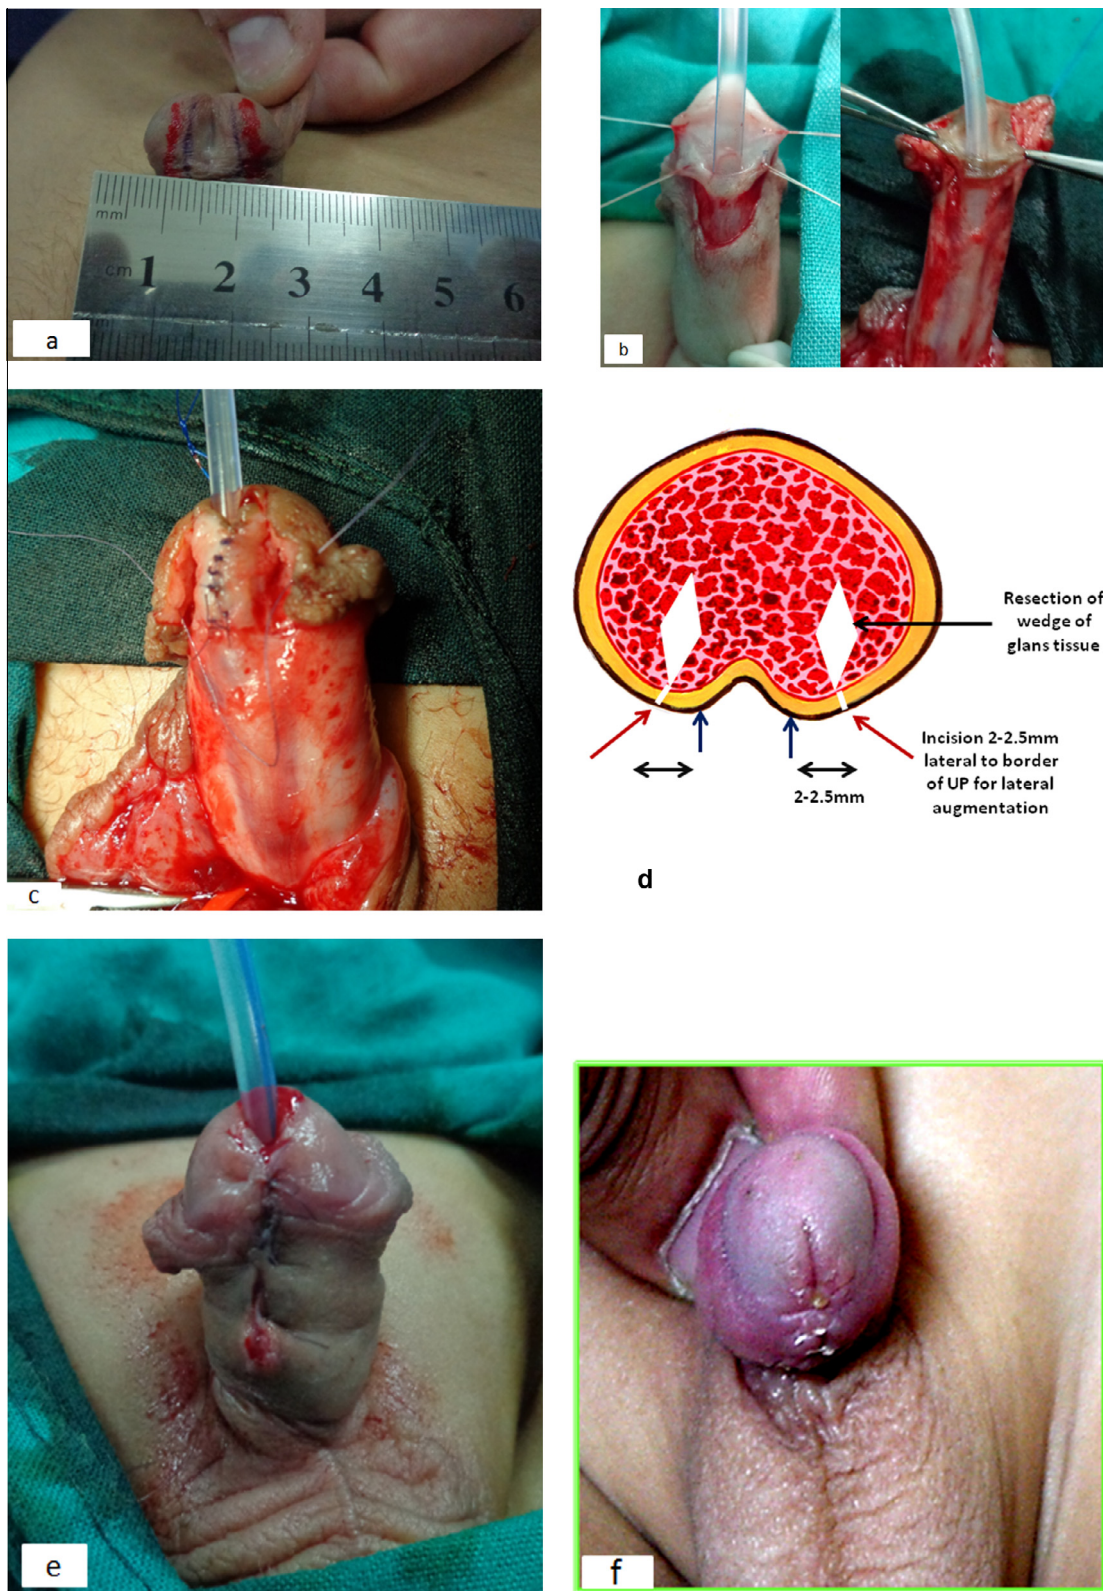 mm
cm 1 2 3 4 5 6
a
b
c
Resection of
wedge of
glans tissue
Incision 2-2.5mm
lateral to border
of UP for lateral
augmentation
2-2.5mm
d
e
f